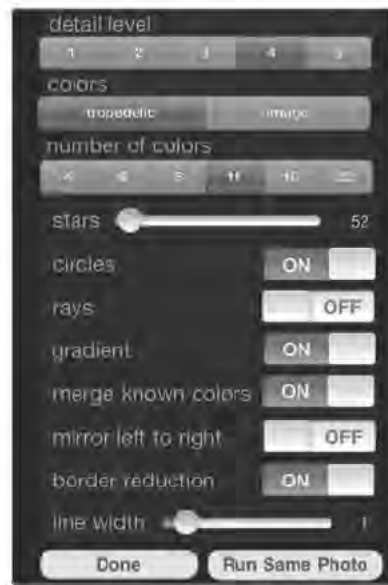 detail level
1 2 3 4 5
colors
tropedelic image
number of colors
8 11
stars 52
circles ON
rays OFF
gradient ON
merge known colors ON
mirror left to right OFF
border reduction ON
line width 1
Done Run Same Photo